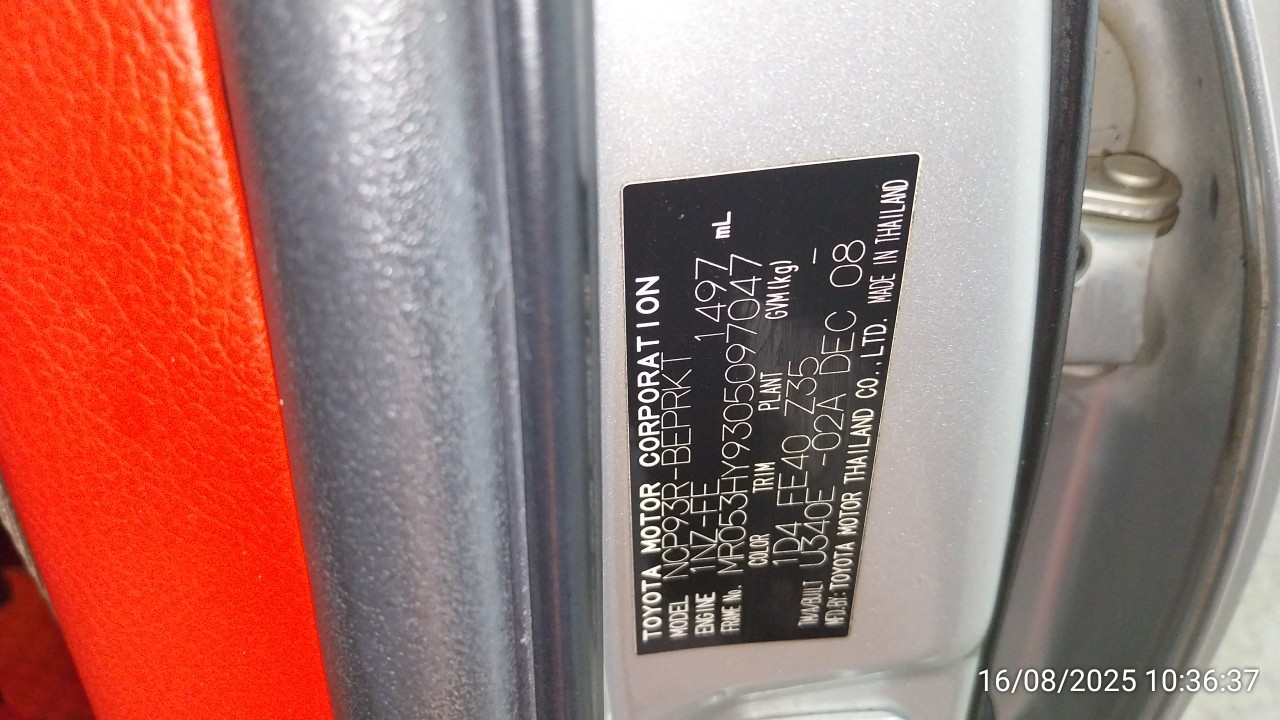 TOYOTA MOTOR CORPORATION
MODEL NCP93R-BEPRKT
ENGINE 1NZ-FE 1497 mL
FRAME No. MR053HY9305097047
COLOR TRIM PLANT GVM(kg)
1D4 FE40 Z35 -
T/M/A/BUILT U340E -02A DEC 08
MFD.BY:TOYOTA MOTOR THAILAND CO.,LTD. MADE IN THAILAND
16/08/2025 10:36:37